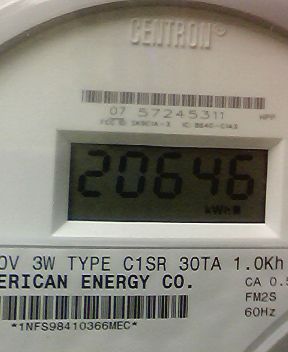 CENTRON®
07 57245311
20646
kWh
0V 3W TYPE C1SR 30TA 1.0Kh
ERICAN ENERGY CO. CA 0.5
FM2S
*1NFS98410366MEC* 60Hz